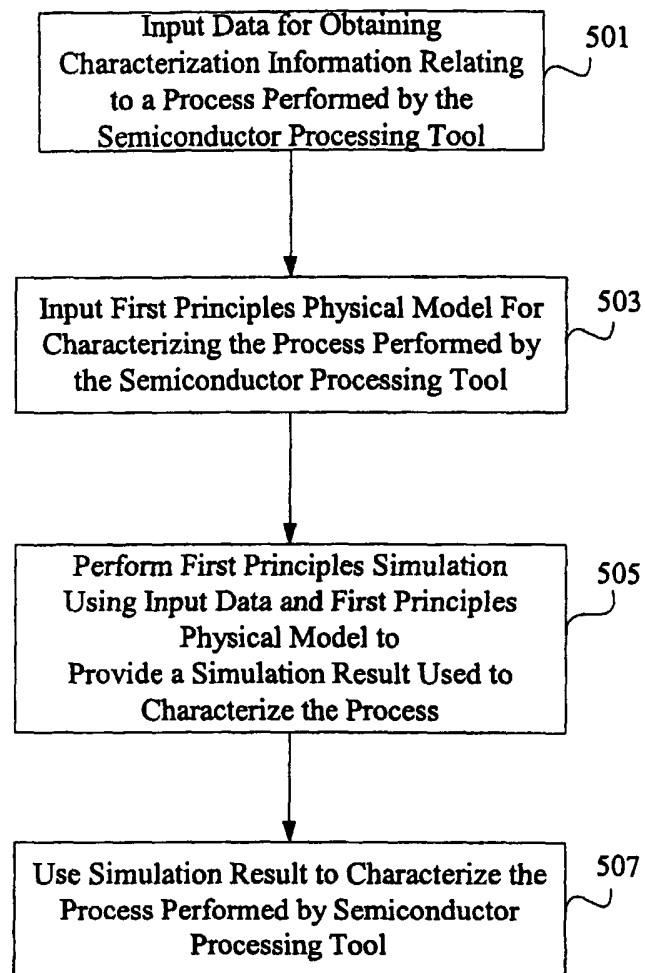 Input Data for Obtaining
Characterization Information Relating
to a Process Performed by the
Semiconductor Processing Tool
501
Input First Principles Physical Model For
Characterizing the Process Performed by
the Semiconductor Processing Tool
503
Perform First Principles Simulation
Using Input Data and First Principles
Physical Model to
Provide a Simulation Result Used to
Characterize the Process
505
Use Simulation Result to Characterize the
Process Performed by Semiconductor
Processing Tool
507